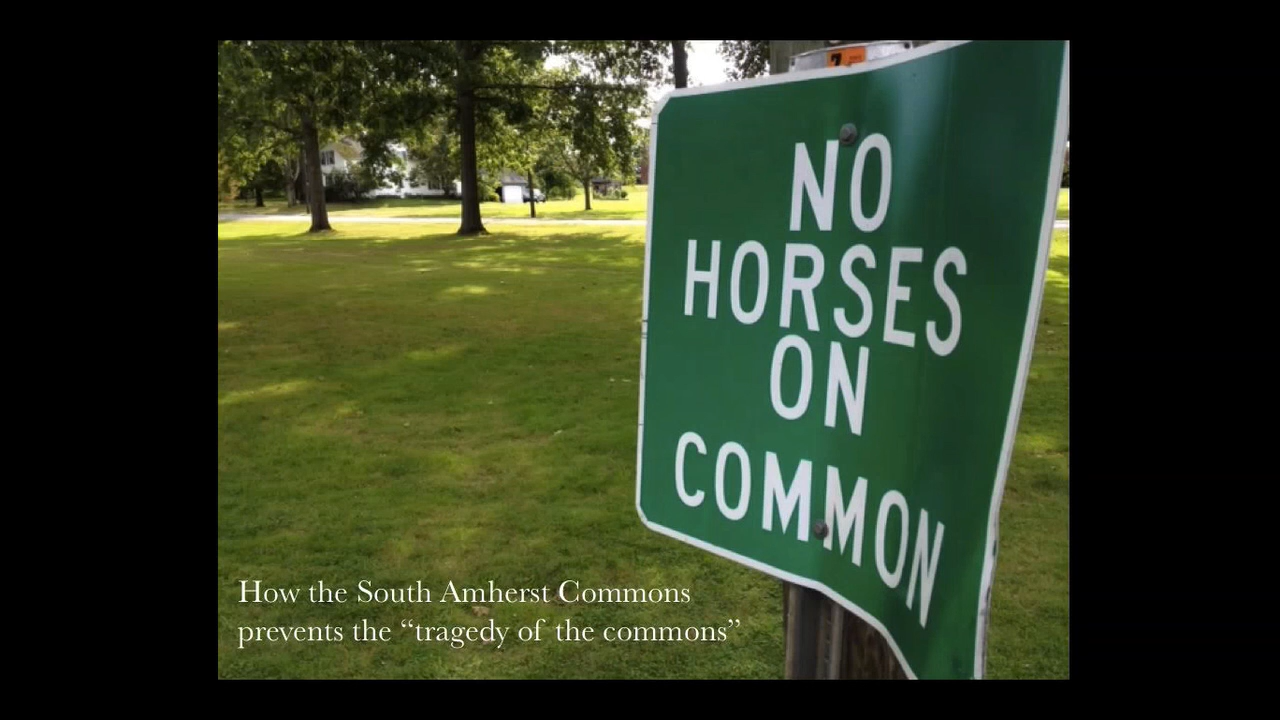 NO
HORSES
ON
COMMON
How the South Amherst Commons
prevents the “tragedy of the commons”